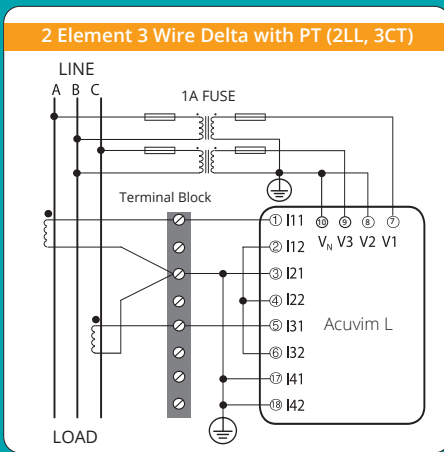 2 Element 3 Wire Delta with PT (2LL, 3CT)
LINE
A B C
1A FUSE
Terminal Block
① I11
② I12
③ I21
④ I22
⑤ I31
⑥ I32
⑰ I41
⑱ I42
⑩ ⑨ ⑧ ⑦
VN V3 V2 V1
Acuvim L
LOAD